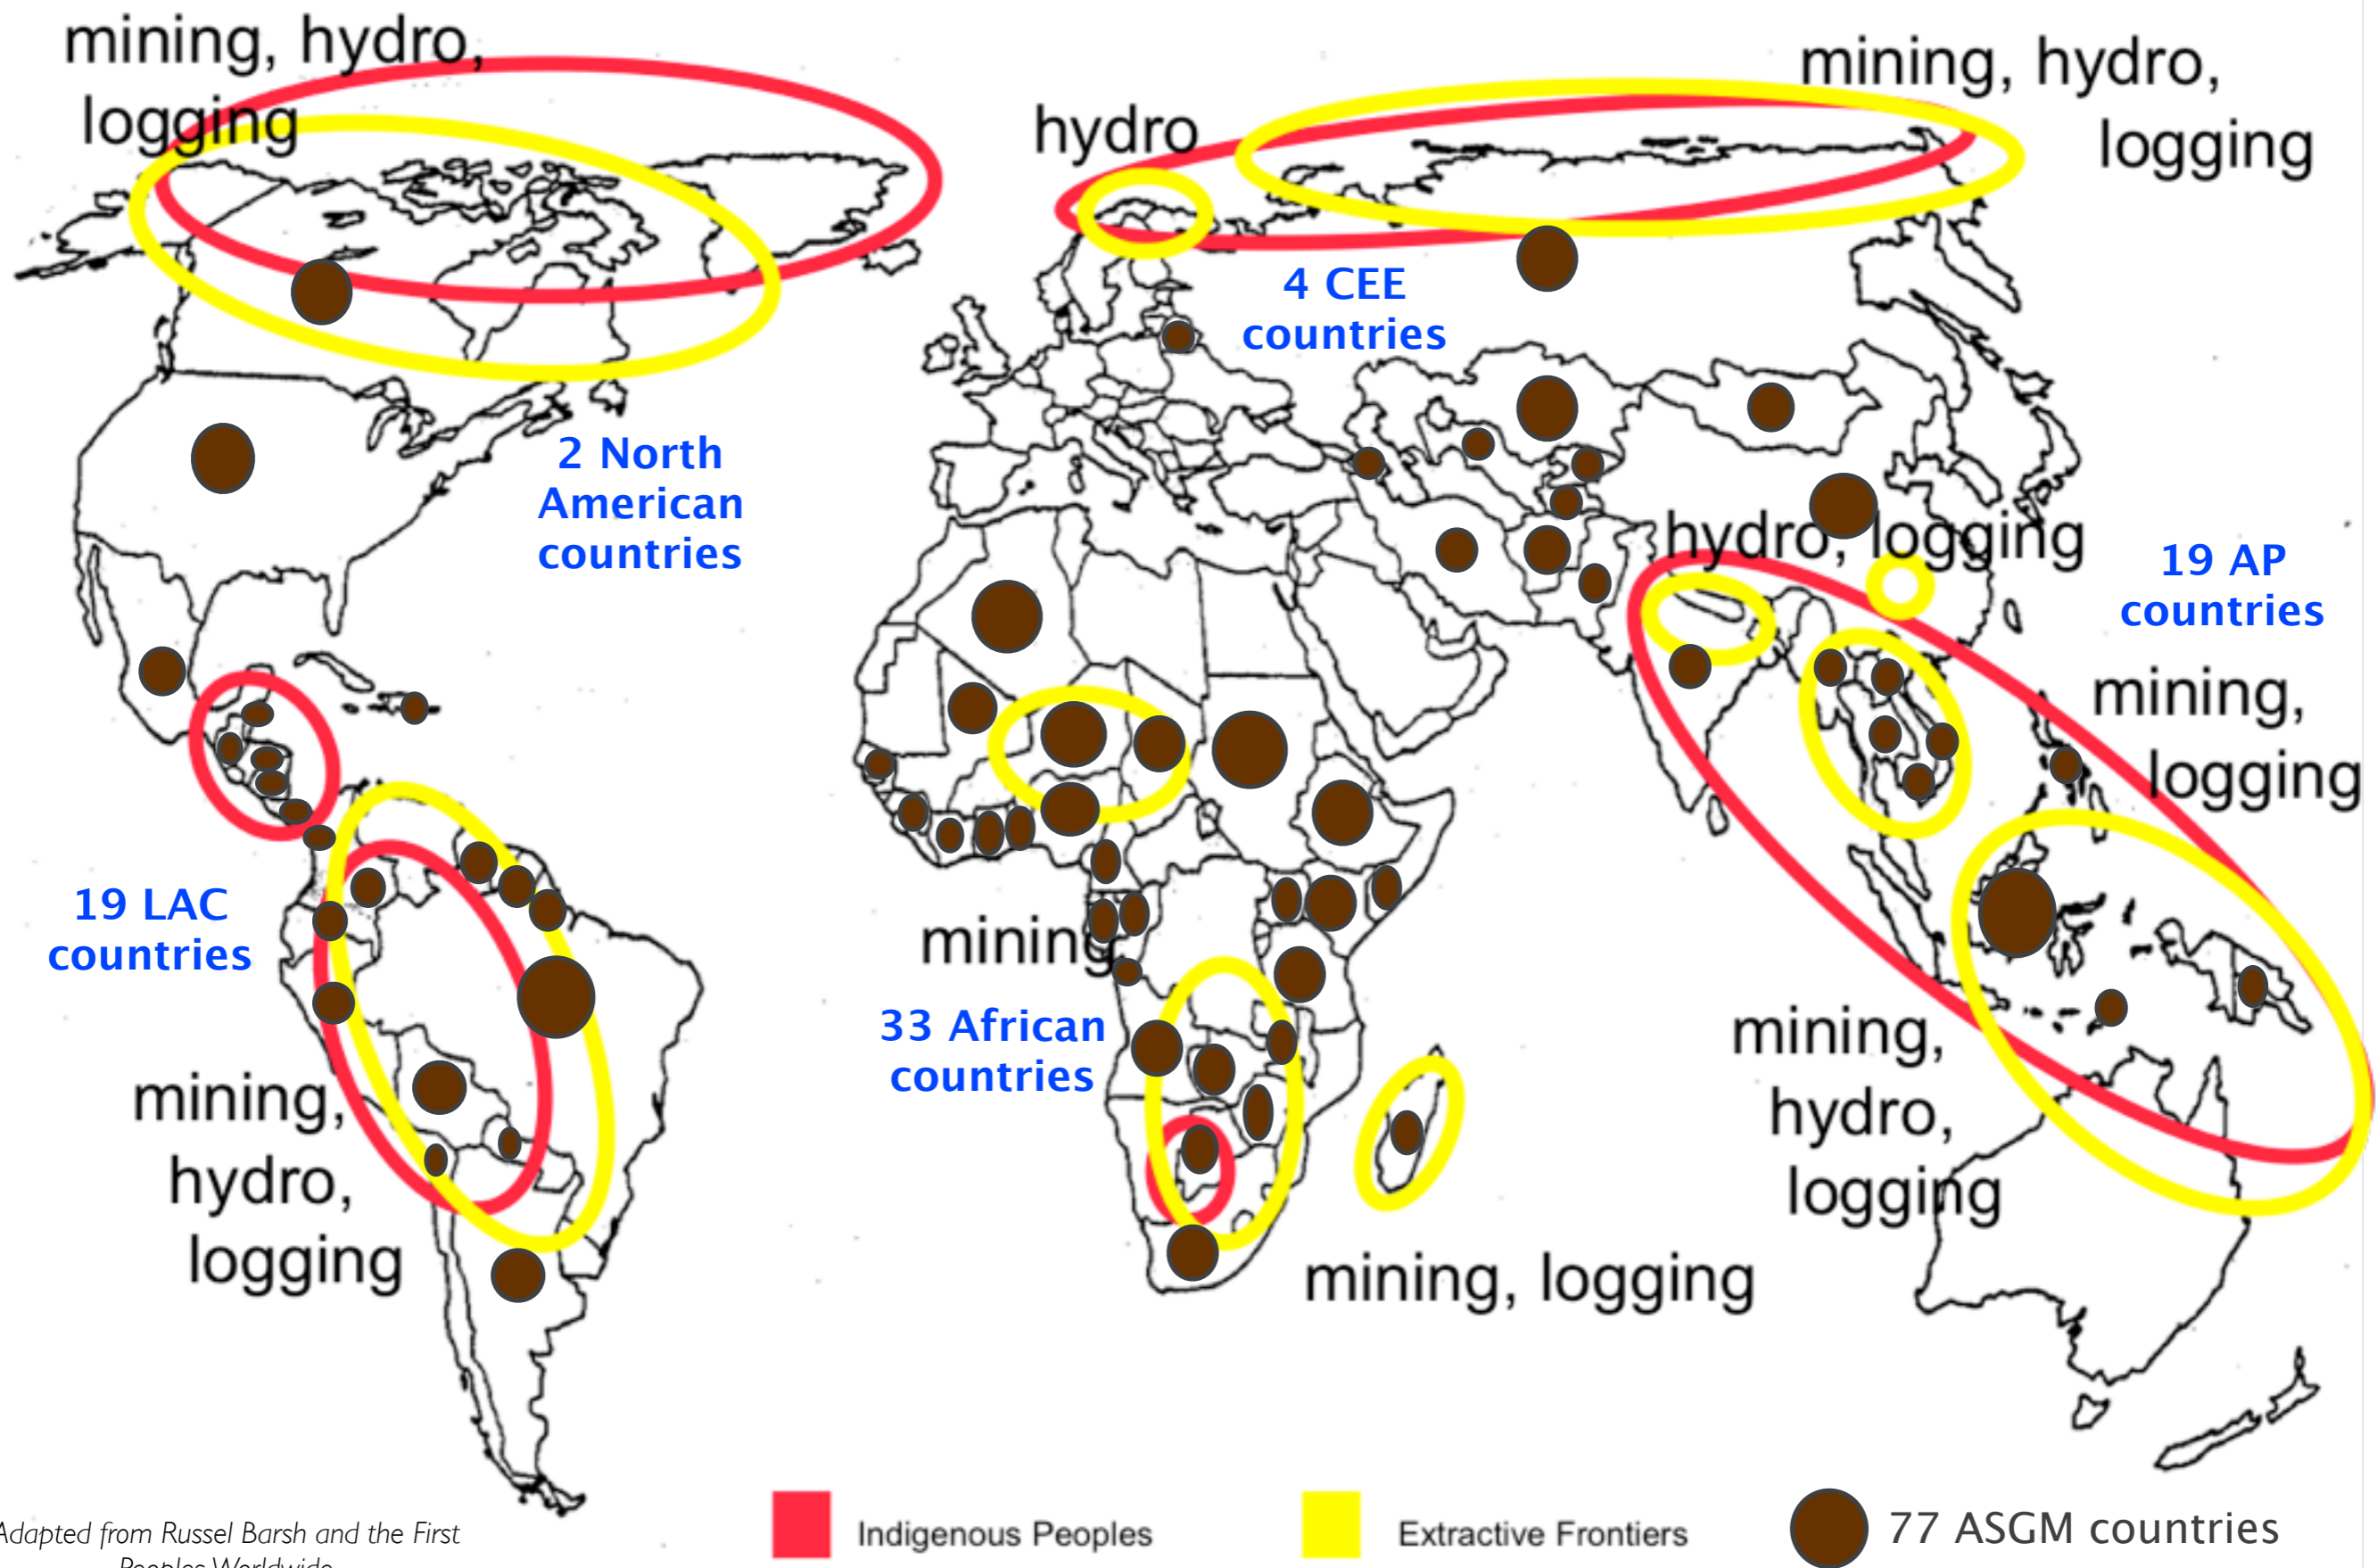 mining, hydro,
logging
hydro
mining, hydro,
logging
4 CEE
countries
2 North
American
countries
hydro, logging
19 AP
countries
mining,
logging
19 LAC
countries
mining
33 African
countries
mining,
hydro,
logging
mining,
hydro,
logging
mining, logging
Adapted from Russel Barsh and the First
Peoples Worldwide
Indigenous Peoples
Extractive Frontiers
77 ASGM countries